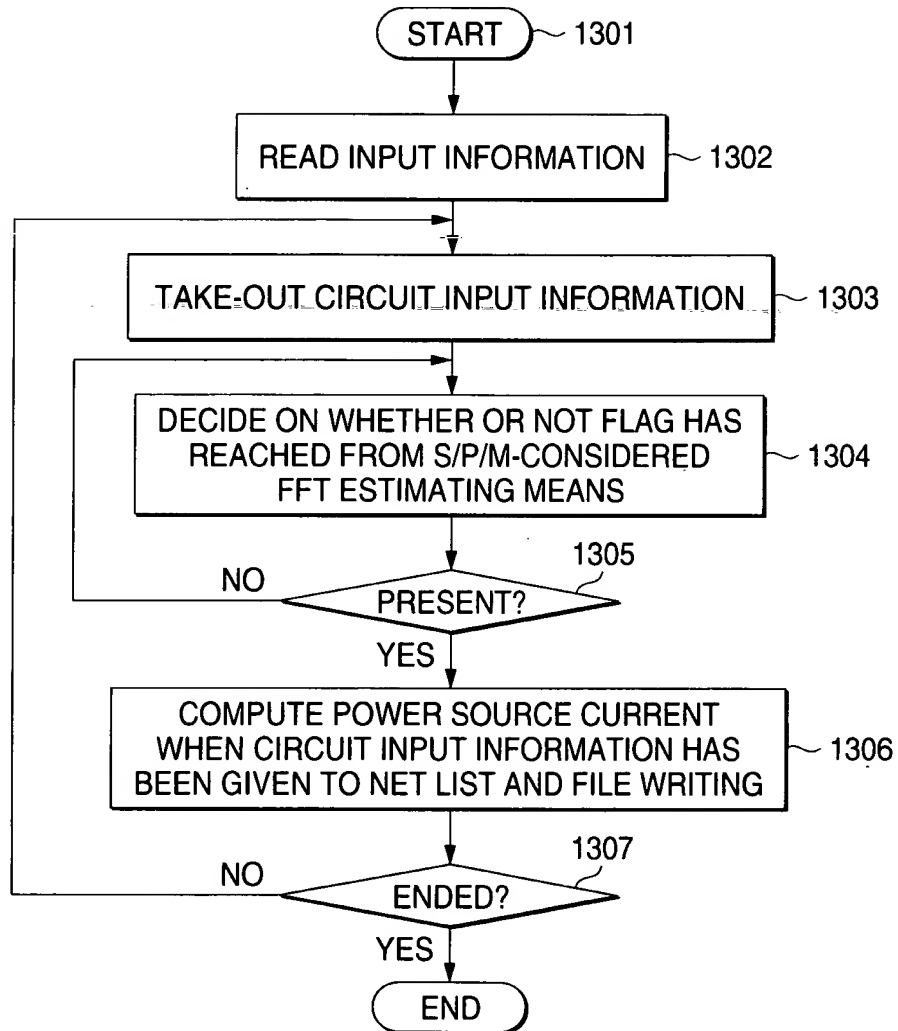 START
1301
READ INPUT INFORMATION
1302
TAKE-OUT CIRCUIT INPUT INFORMATION
1303
DECIDE ON WHETHER OR NOT FLAG HAS
REACHED FROM S/P/M-CONSIDERED
FFT ESTIMATING MEANS
1304
1305
NO
PRESENT?
YES
COMPUTE POWER SOURCE CURRENT
WHEN CIRCUIT INPUT INFORMATION HAS
BEEN GIVEN TO NET LIST AND FILE WRITING
1306
1307
NO
ENDED?
YES
END